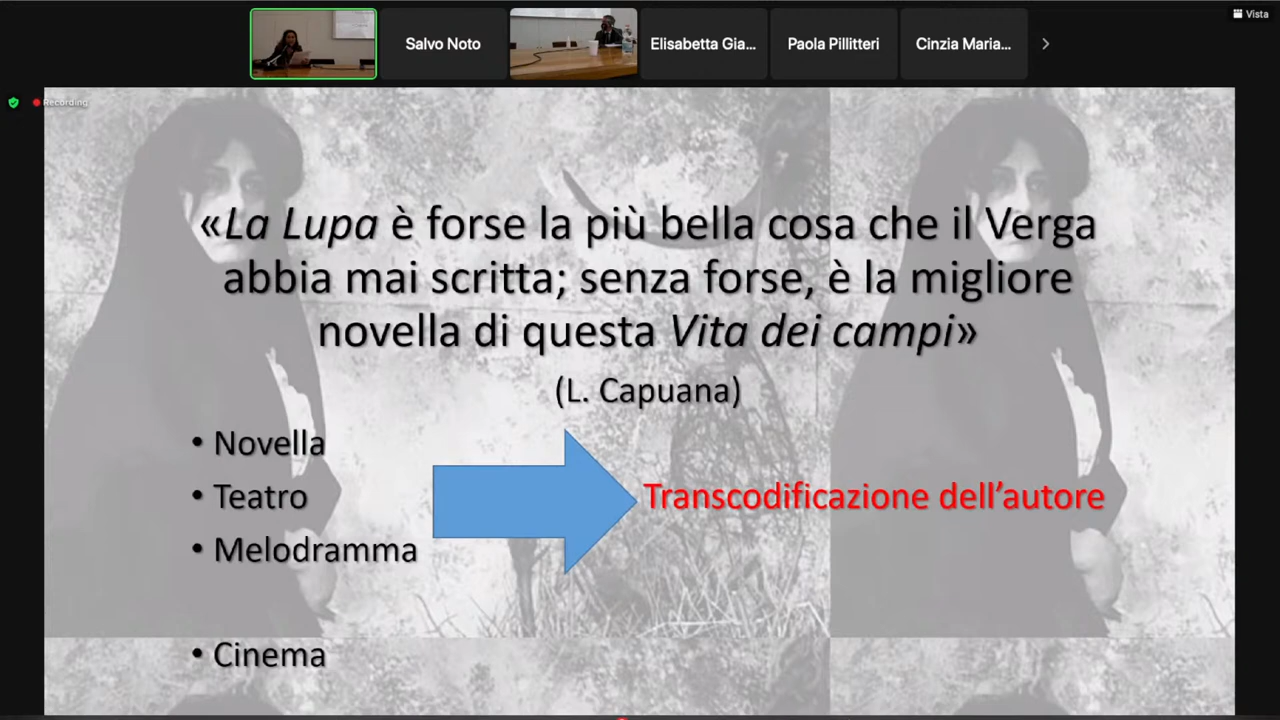 Vista
Salvo Noto
Elisabetta Gia...
Paola Pillitteri
Cinzia Maria...
Recording
«La Lupa è forse la più bella cosa che il Verga
abbia mai scritta; senza forse, è la migliore
novella di questa Vita dei campi»
(L. Capuana)
• Novella
• Teatro
• Melodramma
Transcodificazione dell’autore
• Cinema